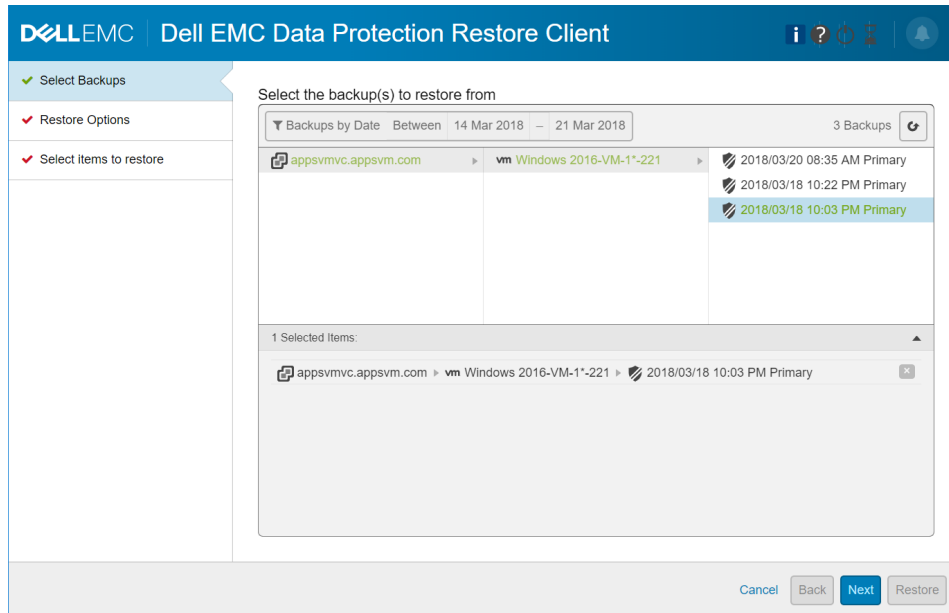 DELLEMC Dell EMC Data Protection Restore Client i ?
Select Backups
Restore Options
Select items to restore
Select the backup(s) to restore from
Backups by Date Between 14 Mar 2018 – 21 Mar 2018 3 Backups
appsvmvc.appsvm.com vm Windows 2016-VM-1*-221 2018/03/20 08:35 AM Primary
2018/03/18 10:22 PM Primary
2018/03/18 10:03 PM Primary
1 Selected Items:
appsvmvc.appsvm.com vm Windows 2016-VM-1*-221 2018/03/18 10:03 PM Primary
Cancel Back Next Restore